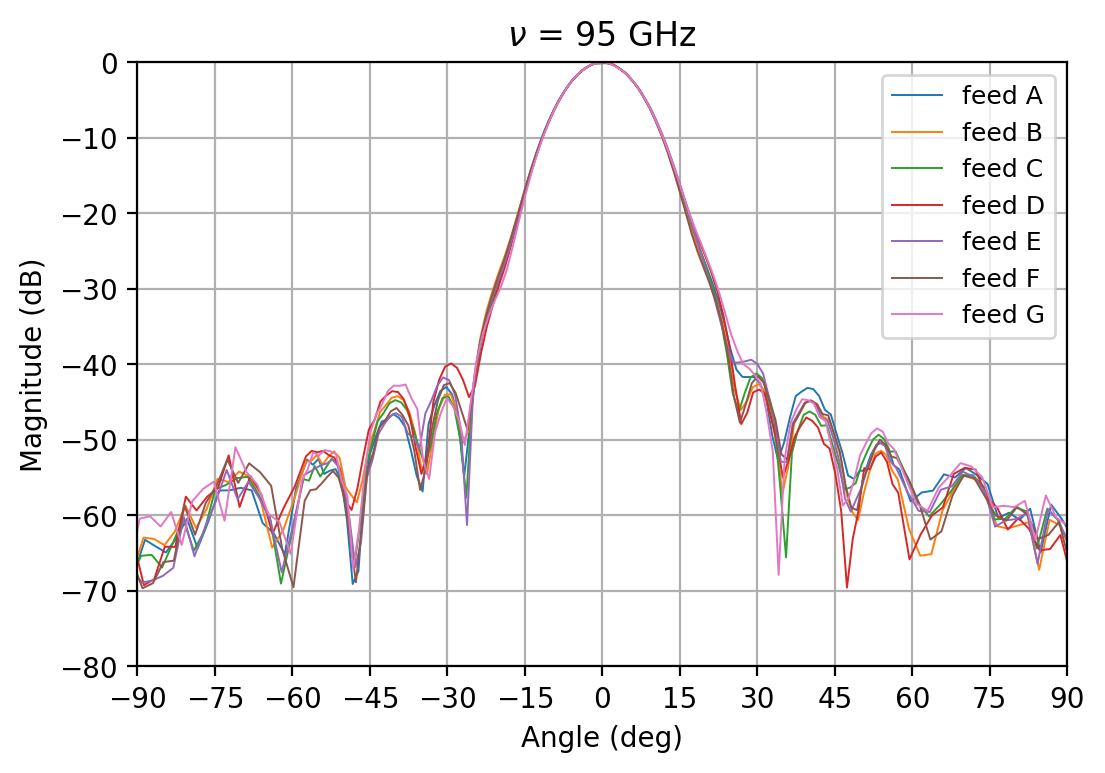 ν = 95 GHz
0
−10
−20
−30
−40
−50
−60
−70
−80
Magnitude (dB)
feed A
feed B
feed C
feed D
feed E
feed F
feed G
−90 −75 −60 −45 −30 −15 0 15 30 45 60 75 90
Angle (deg)